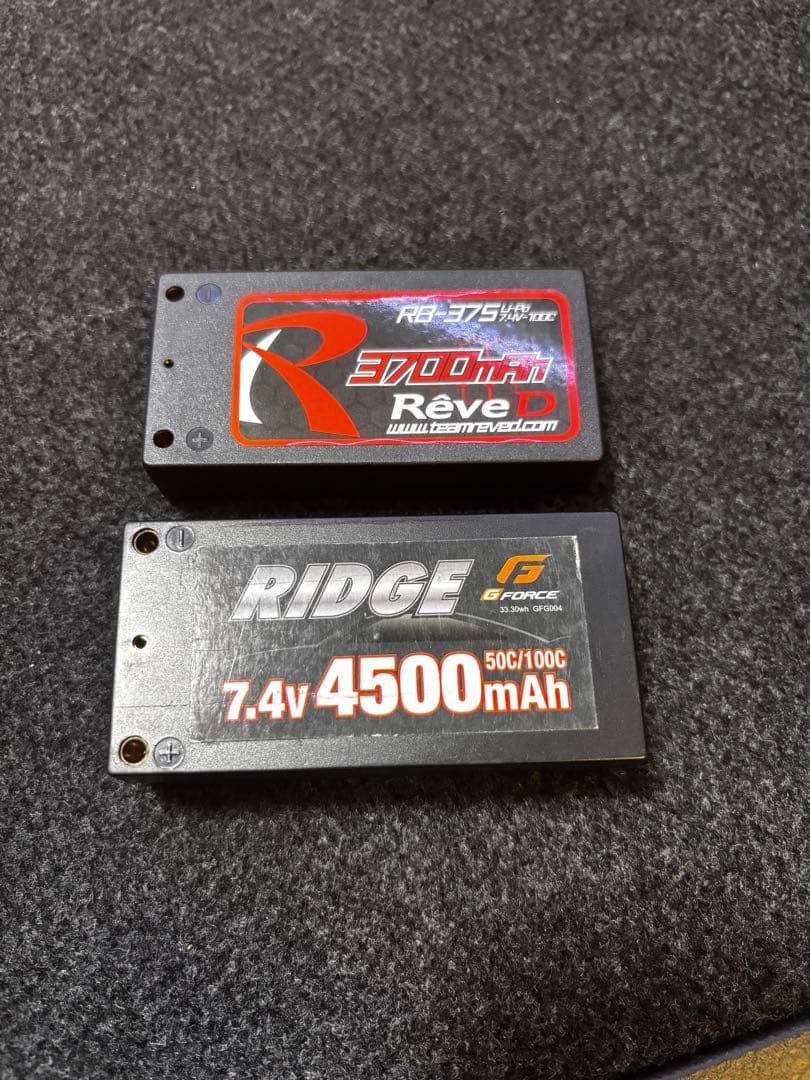 RB-375 Li-Po
7.4V-100C
3700mAh
Rêve D
www.teamreved.com
RIDGE
G FORCE
33.30wh GFG004
50C/100C
7.4V 4500mAh